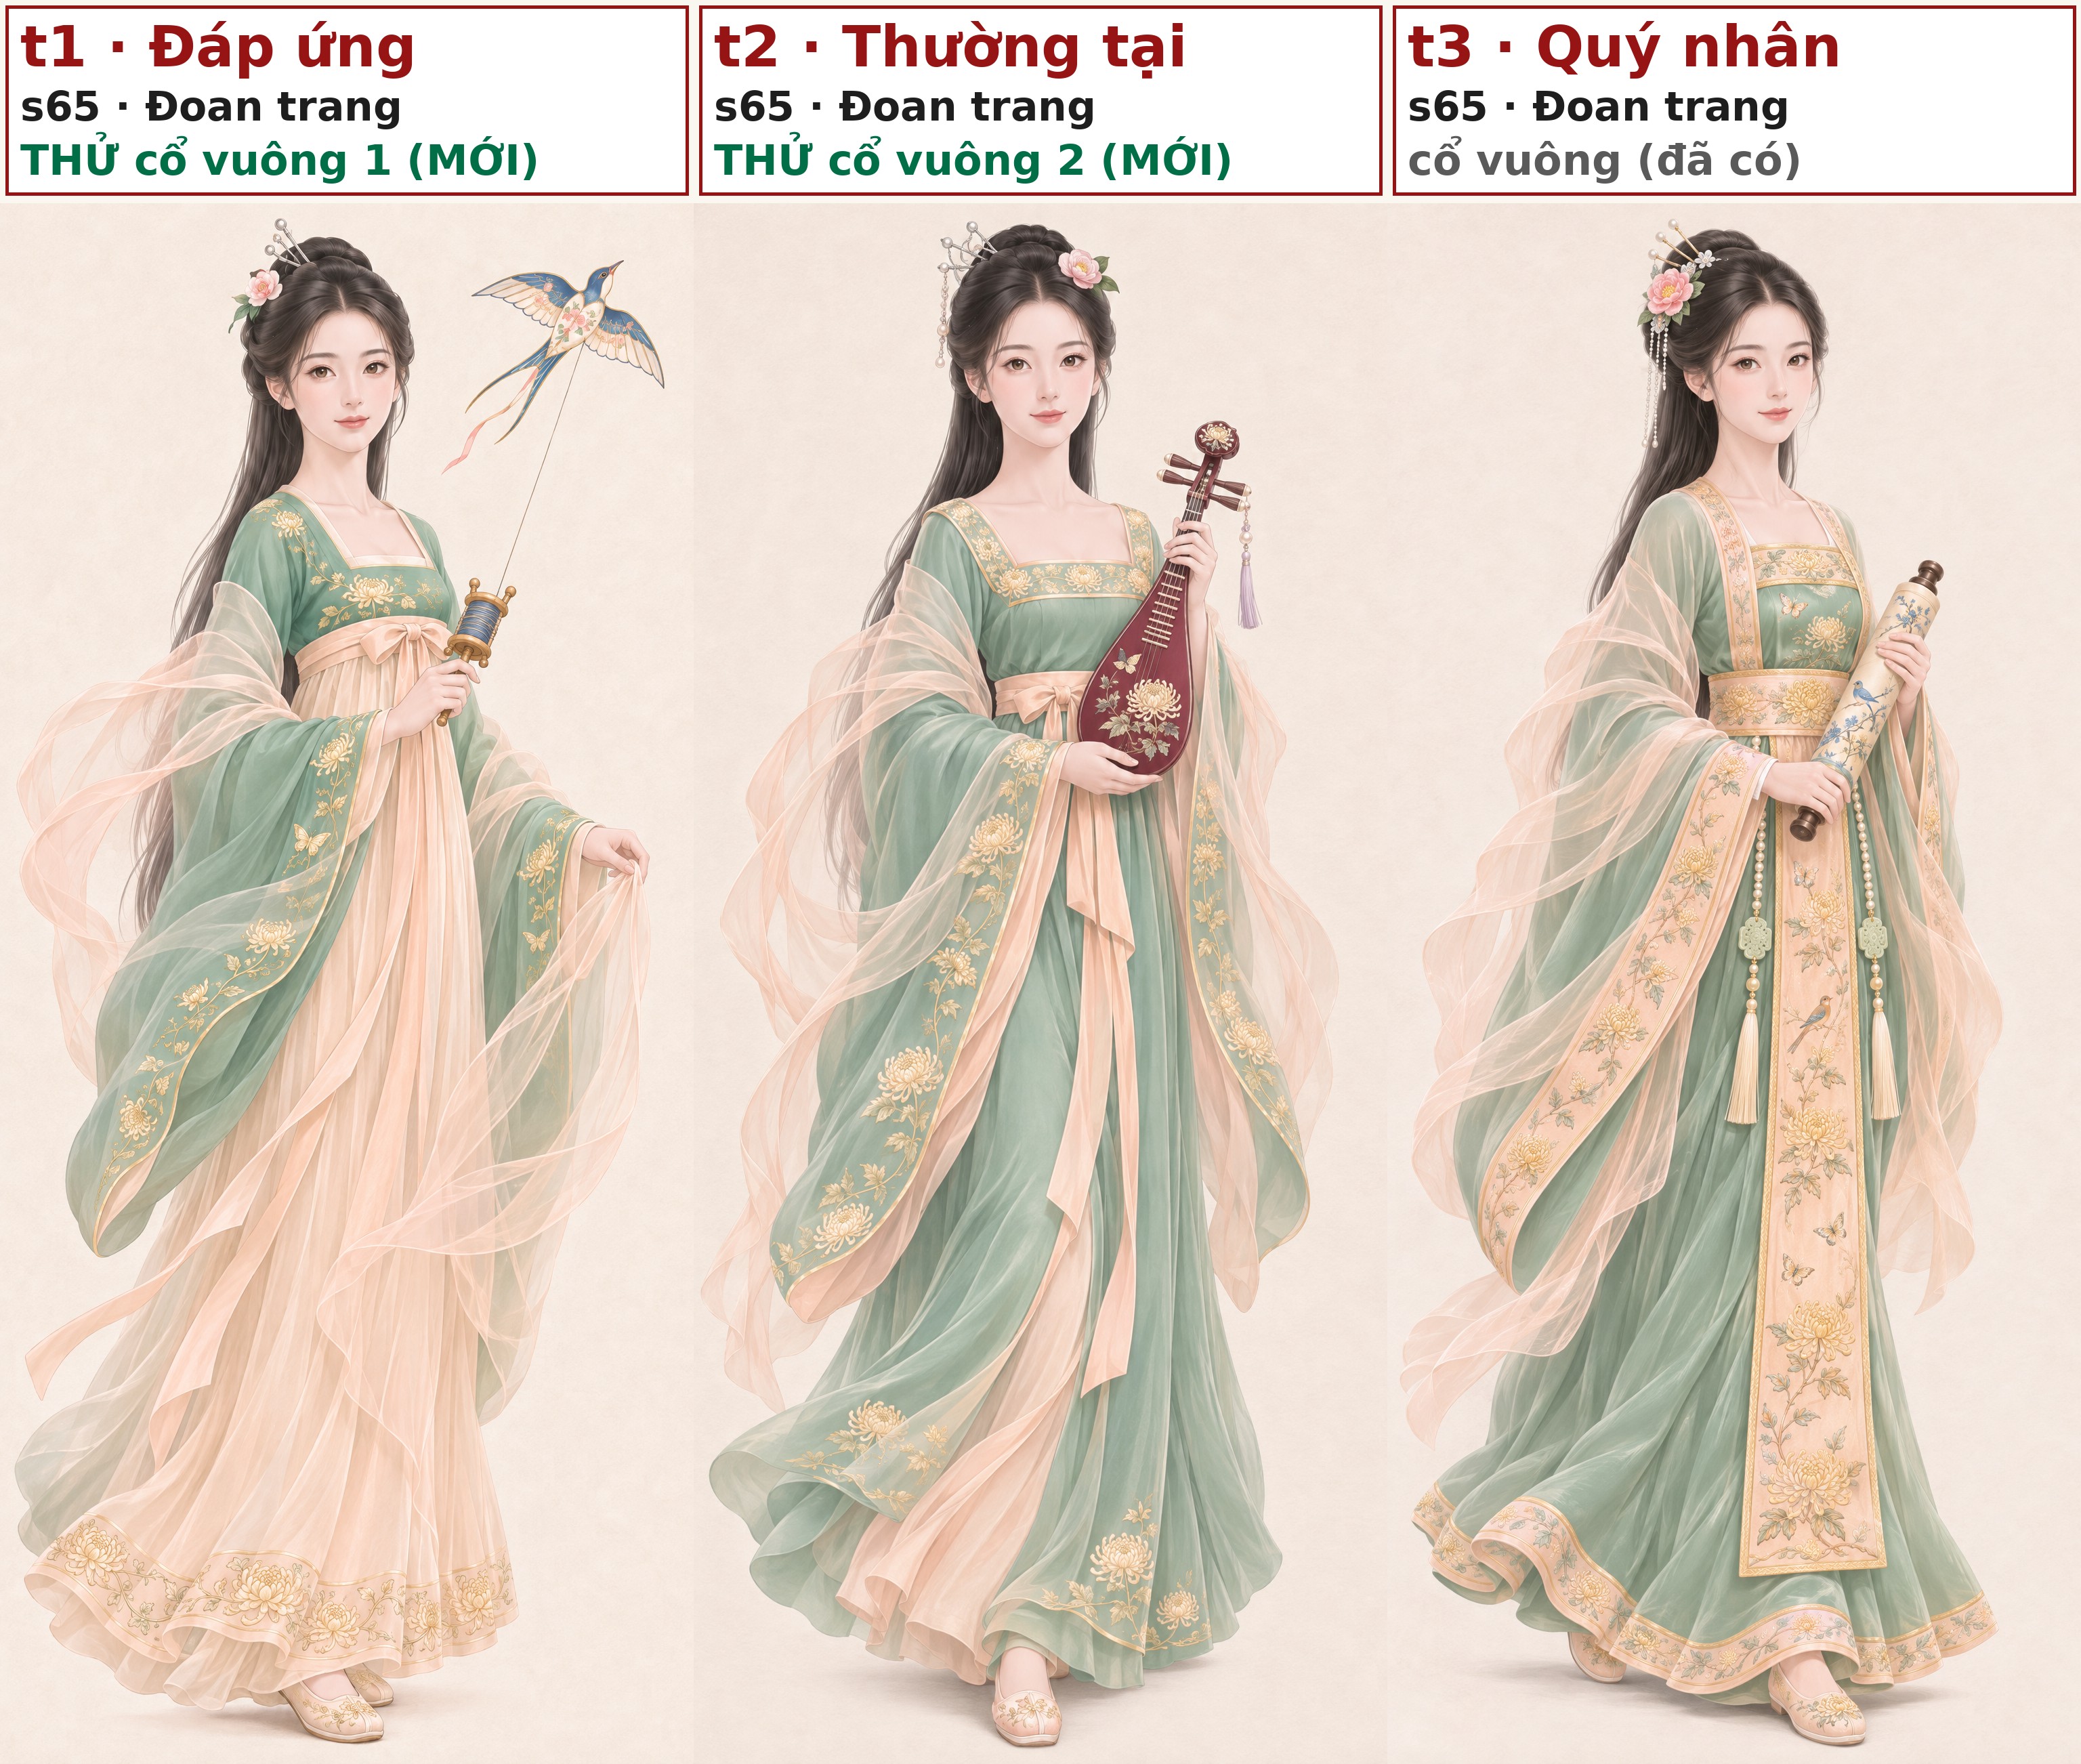 t1 · Đáp ứng
s65 · Đoan trang
THỬ cổ vuông 1 (MỚI)
t2 · Thường tại
s65 · Đoan trang
THỬ cổ vuông 2 (MỚI)
t3 · Quý nhân
s65 · Đoan trang
cổ vuông (đã có)